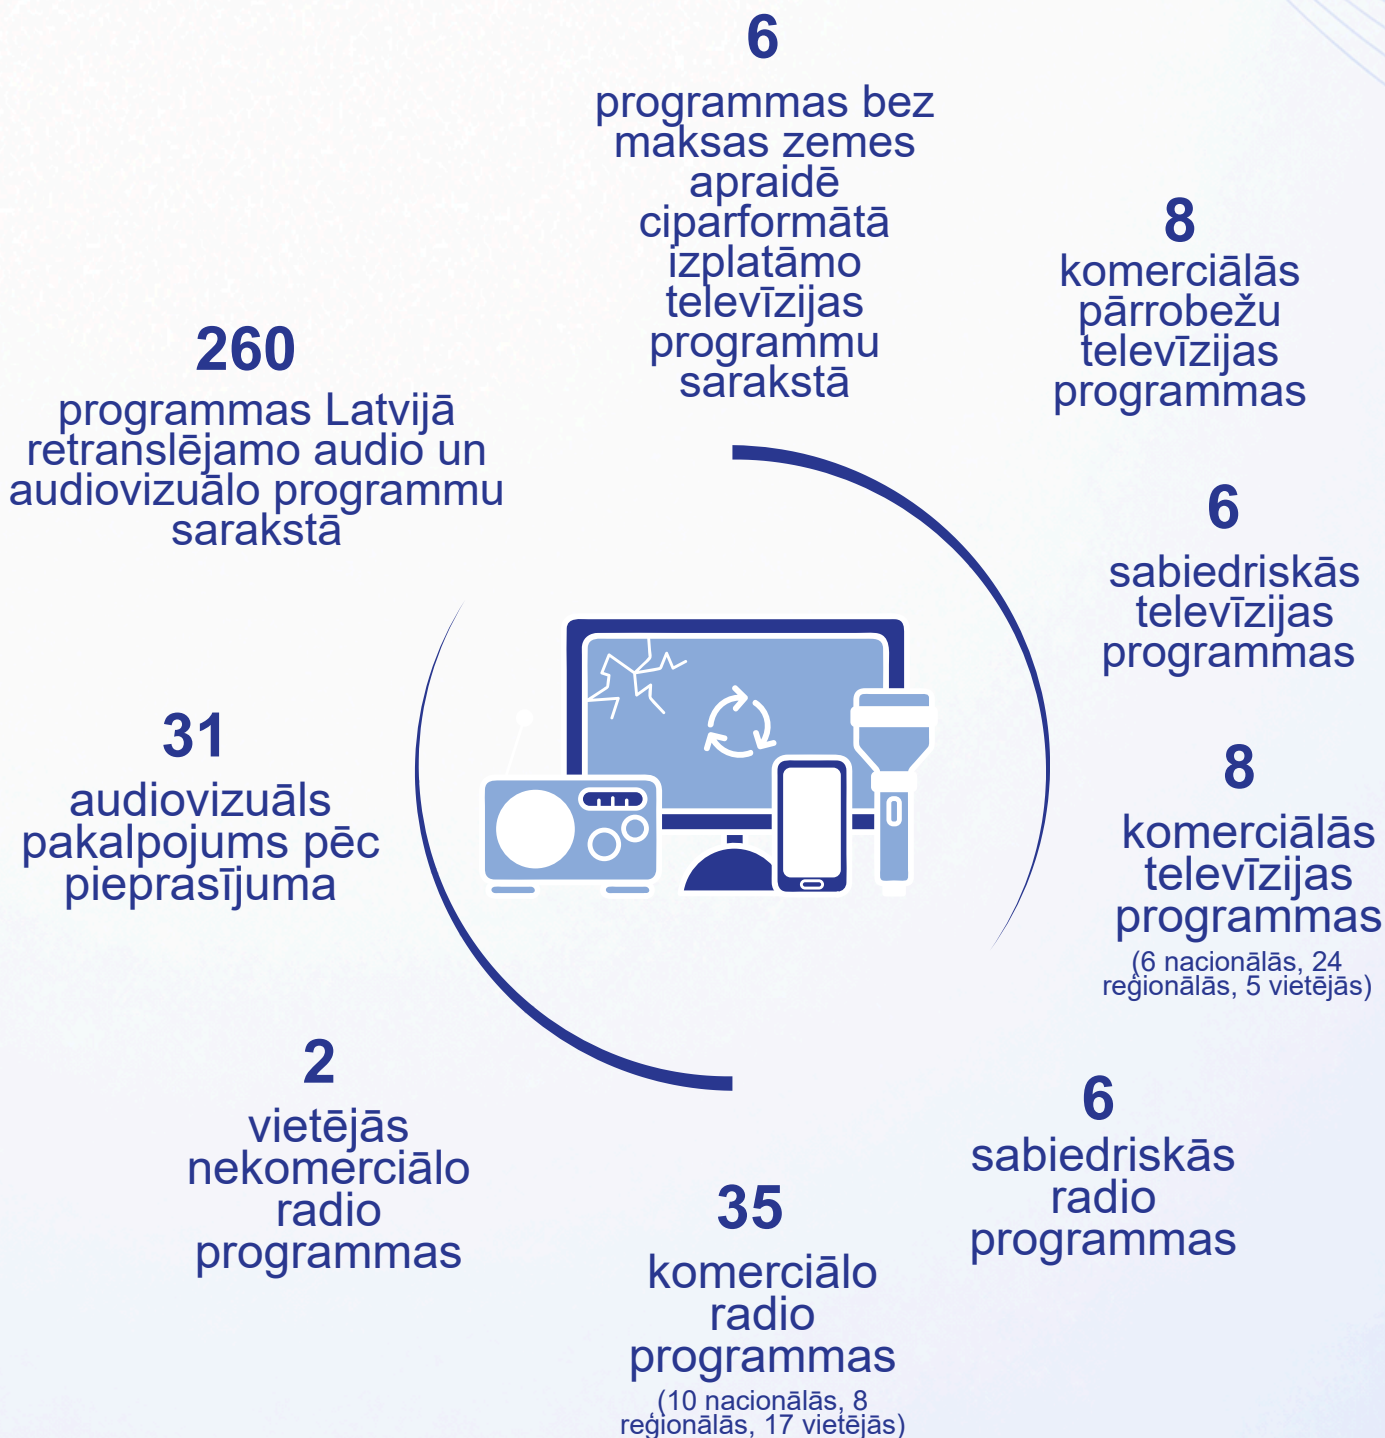 6
programmas bez
maksas zemes
apraidē
ciparformātā
izplatāmo
televīzijas
programmu
sarakstā
8
komerciālās
pārrobežu
televīzijas
programmas
6
sabiedriskās
televīzijas
programmas
8
komerciālās
televīzijas
programmas
(6 nacionālās, 24
reģionālās, 5 vietējās)
6
sabiedriskās
radio
programmas
35
komerciālo
radio
programmas
(10 nacionālās, 8
reģionālās, 17 vietējās)
2
vietējās
nekomerciālo
radio
programmas
31
audiovizuāls
pakalpojums pēc
pieprasījuma
260
programmas Latvijā
retranslējamo audio un
audiovizuālo programmu
sarakstā